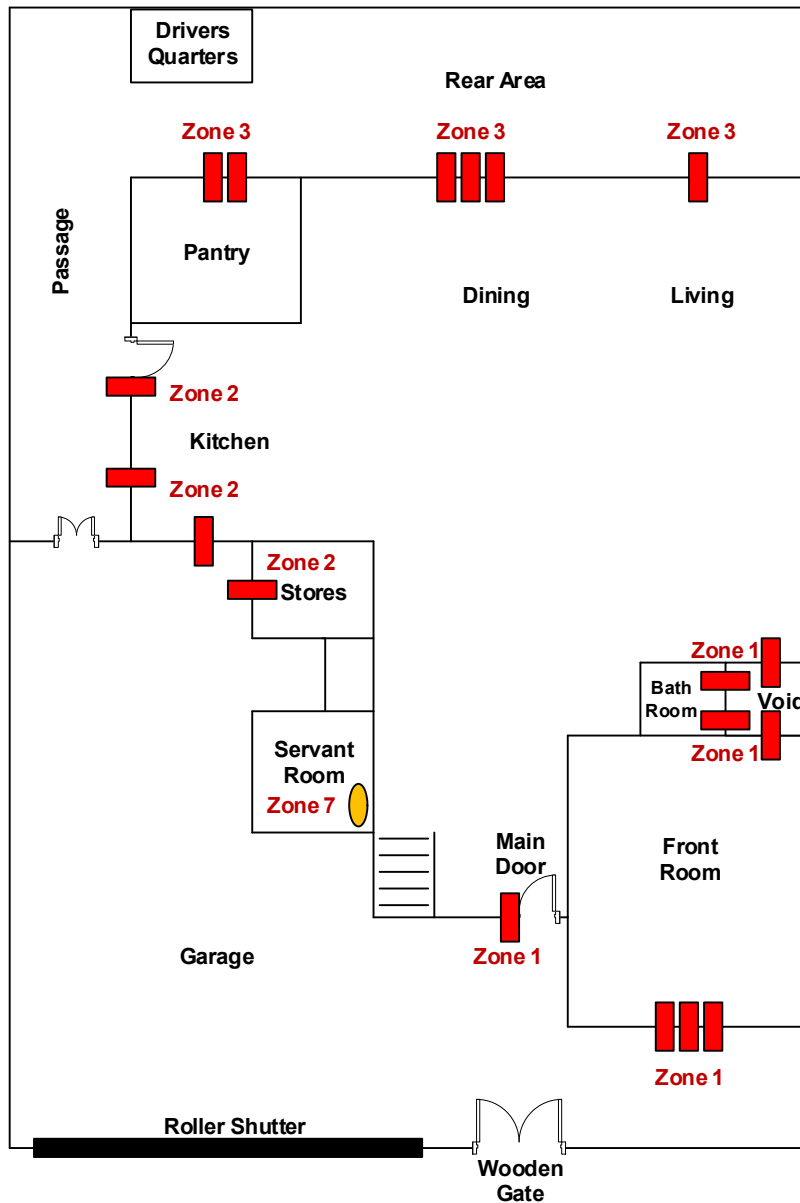 Drivers
Quarters
Rear Area
Zone 3
Zone 3
Zone 3
Passage
Pantry
Dining
Living
Zone 2
Kitchen
Zone 2
Zone 2
Stores
Zone 1
Bath
Room
Void
Zone 1
Servant
Room
Zone 7
Main
Door
Front
Room
Garage
Zone 1
Zone 1
Roller Shutter
Wooden
Gate